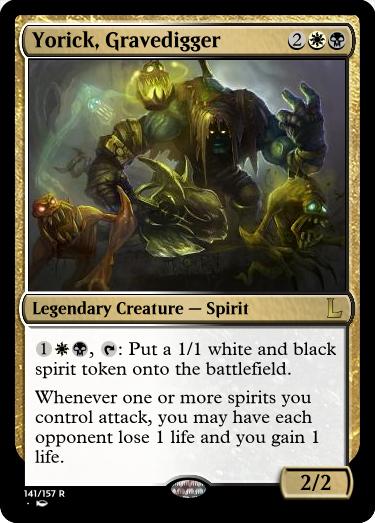 Yorick, Gravedigger 2
Legendary Creature — Spirit L
1, : Put a 1/1 white and black
spirit token onto the battlefield.
Whenever one or more spirits you
control attack, you may have each
opponent lose 1 life and you gain 1
life.
2/2
141/157 R